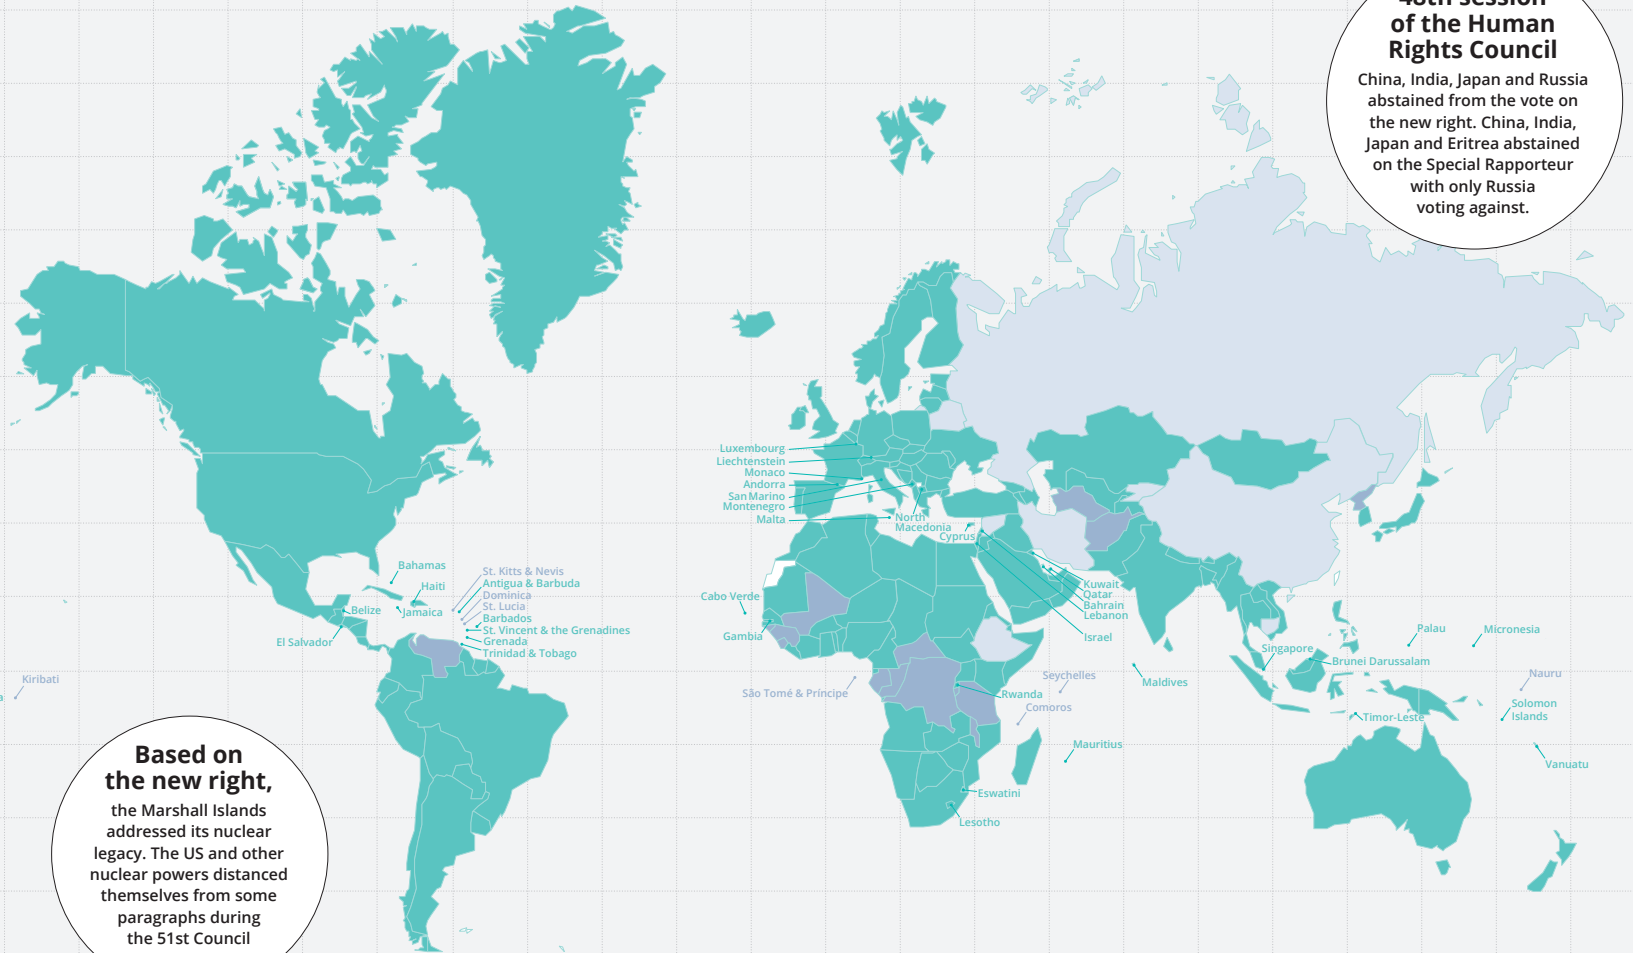 48th session
of the Human
Rights Council
China, India, Japan and Russia
abstained from the vote on
the new right. China, India,
Japan and Eritrea abstained
on the Special Rapporteur
with only Russia
voting against.
Luxembourg
Liechtenstein
Monaco
Andorra
San Marino
Montenegro
Malta
North
Macedonia
Cyprus
Bahamas
Haiti
Belize
Jamaica
El Salvador
St. Kitts & Nevis
Antigua & Barbuda
Dominica
St. Lucia
Barbados
St. Vincent & the Grenadines
Grenada
Trinidad & Tobago
Cabo Verde
Gambia
Kuwait
Qatar
Bahrain
Lebanon
Israel
Palau
Micronesia
Singapore
Brunei Darussalam
Kiribati
a
São Tomé & Príncipe
Seychelles
Rwanda
Comoros
Maldives
Nauru
Solomon
Islands
Timor-Leste
Mauritius
Vanuatu
Eswatini
Lesotho
Based on
the new right,
the Marshall Islands
addressed its nuclear
legacy. The US and other
nuclear powers distanced
themselves from some
paragraphs during
the 51st Council